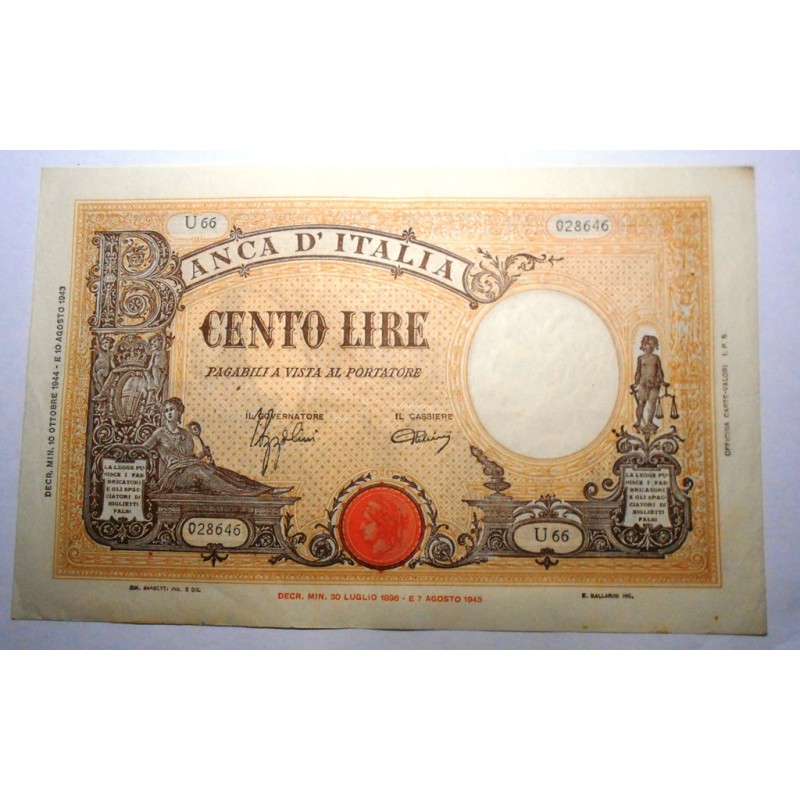 U 66
028646
BANCA D'ITALIA
CENTO LIRE
PAGABILI A VISTA AL PORTATORE
IL GOVERNATORE
IL CASSIERE
Azzolini
LA LEGGE PU-
NISCE I FAB-
BRICATORI
E GLI SPAC-
CIATORI DI
BIGLIETTI
FALSI
LA LEGGE PU-
NISCE I FAB-
BRICATORI
E GLI SPAC-
CIATORI DI
BIGLIETTI
FALSI
028646
U 66
DECR. MIN. 30 LUGLIO 1896 - E 7 AGOSTO 1943
E. BALLARINI INC.
DECR. MIN. 10 OTTOBRE 1944 - E 10 AGOSTO 1943
OFFICINA CARTE-VALORI I. P. S.